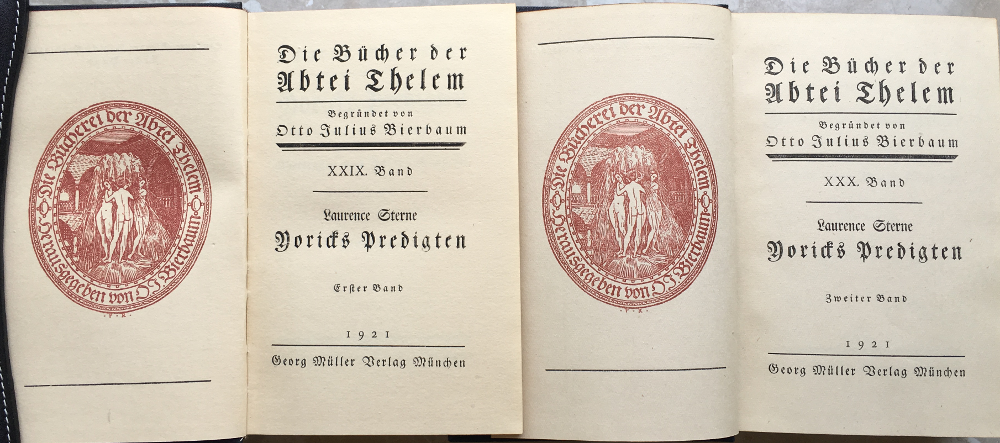 Die Bücherei der Abtei Thelem
Herausgegeben von O J Bierbaum
Die Bücher der
Abtei Thelem
Begründet von
Otto Julius Bierbaum
XXIX. Band
Laurence Sterne
Yoricks Predigten
Erster Band
1921
Georg Müller Verlag München
Die Bücherei der Abtei Thelem
Herausgegeben von O J Bierbaum
Die Bücher der
Abtei Thelem
Begründet von
Otto Julius Bierbaum
XXX. Band
Laurence Sterne
Yoricks Predigten
Zweiter Band
1921
Georg Müller Verlag München